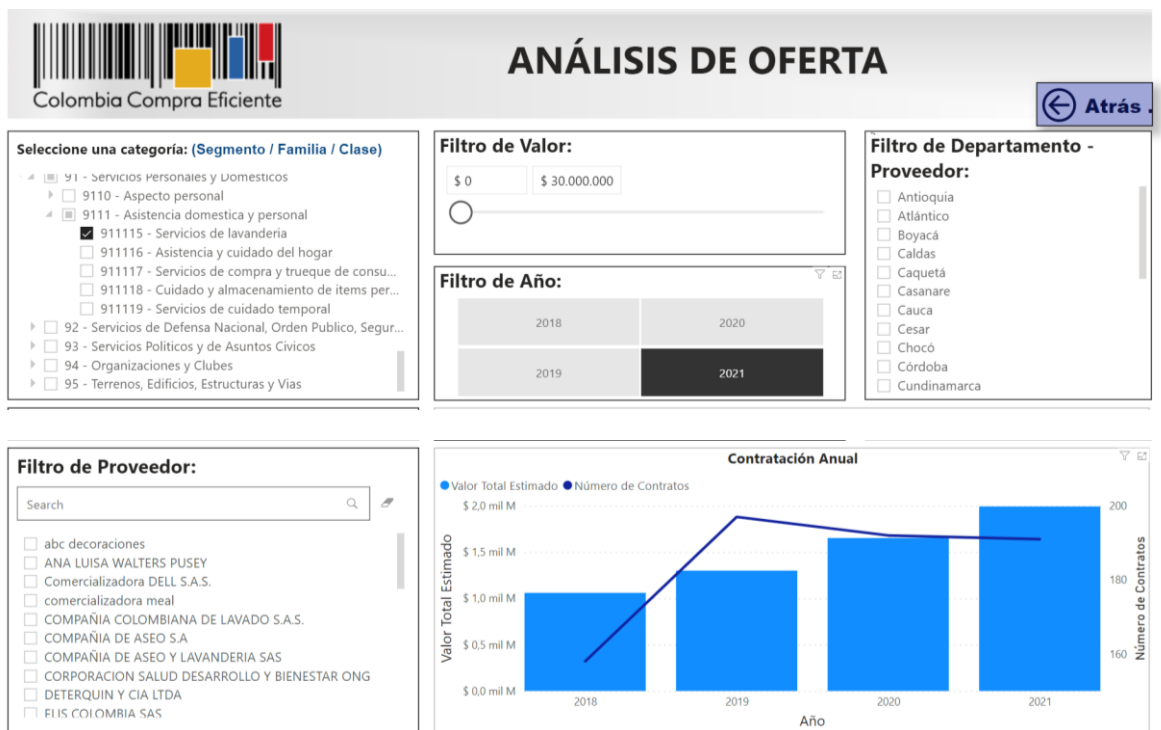 Colombia Compra Eficiente
ANÁLISIS DE OFERTA
Atrás .
Seleccione una categoría: (Segmento / Familia / Clase)
91 - Servicios Personales y Domesticos
9110 - Aspecto personal
9111 - Asistencia domestica y personal
911115 - Servicios de lavanderia
911116 - Asistencia y cuidado del hogar
911117 - Servicios de compra y trueque de consu...
911118 - Cuidado y almacenamiento de items per...
911119 - Servicios de cuidado temporal
92 - Servicios de Defensa Nacional, Orden Publico, Segur...
93 - Servicios Politicos y de Asuntos Civicos
94 - Organizaciones y Clubes
95 - Terrenos, Edificios, Estructuras y Vias
Filtro de Valor:
$ 0
$ 30.000.000
Filtro de Año:
2018
2020
2019
2021
Filtro de Departamento -
Proveedor:
Antioquia
Atlántico
Boyacá
Caldas
Caquetá
Casanare
Cauca
Cesar
Chocó
Córdoba
Cundinamarca
Filtro de Proveedor:
Search
abc decoraciones
ANA LUISA WALTERS PUSEY
Comercializadora DELL S.A.S.
comercializadora meal
COMPAÑIA COLOMBIANA DE LAVADO S.A.S.
COMPAÑIA DE ASEO S.A
COMPAÑIA DE ASEO Y LAVANDERIA SAS
CORPORACION SALUD DESARROLLO Y BIENESTAR ONG
DETERQUIN Y CIA LTDA
ELIS COLOMBIA SAS
Contratación Anual
Valor Total Estimado
Número de Contratos
$ 2,0 mil M
$ 1,5 mil M
$ 1,0 mil M
$ 0,5 mil M
$ 0,0 mil M
Valor Total Estimado
200
180
160
Número de Contratos
2018
2019
2020
2021
Año